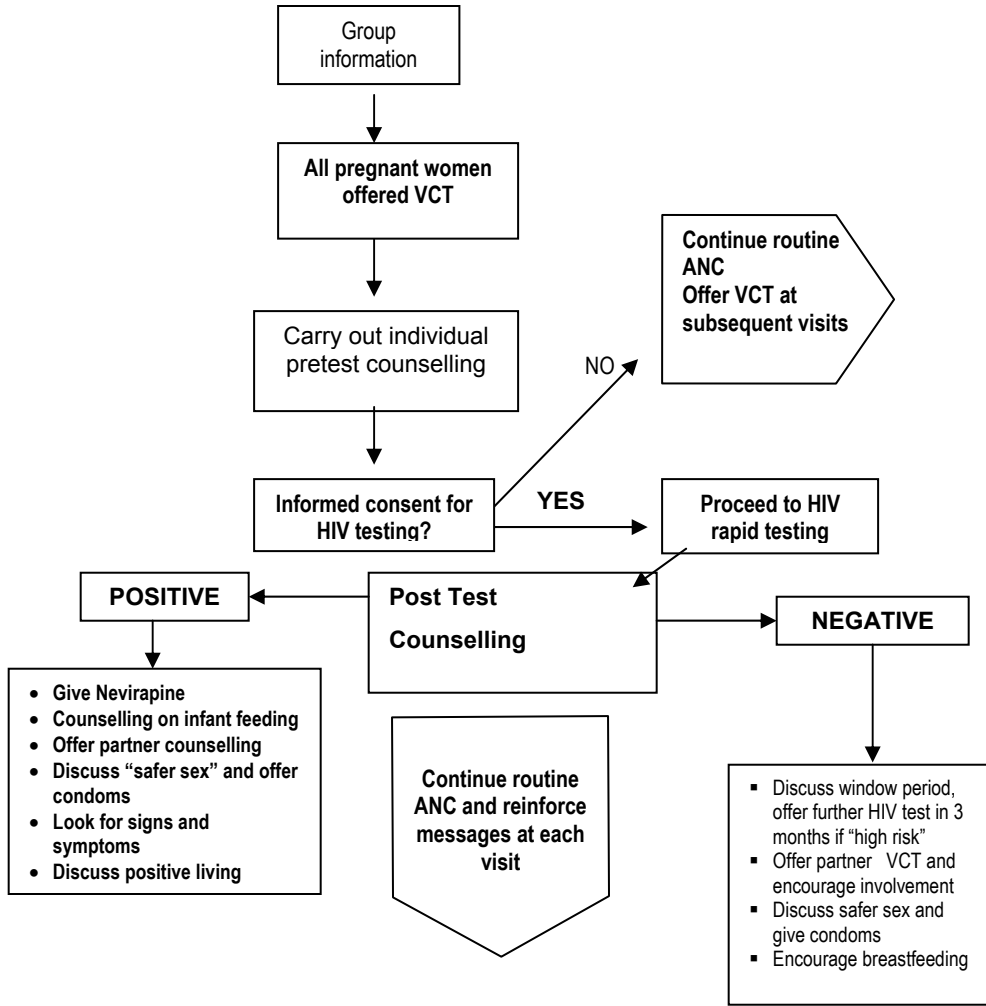 Group
information
All pregnant women
offered VCT
Continue routine
ANC
Offer VCT at
subsequent visits
Carry out individual
pretest counselling
NO
Informed consent for
HIV testing?
YES
Proceed to HIV
rapid testing
POSITIVE
Post Test
Counselling
NEGATIVE
• Give Nevirapine
• Counselling on infant feeding
• Offer partner counselling
• Discuss “safer sex” and offer
condoms
• Look for signs and
symptoms
• Discuss positive living
Continue routine
ANC and reinforce
messages at each
visit
▪ Discuss window period,
offer further HIV test in 3
months if “high risk”
▪ Offer partner VCT and
encourage involvement
▪ Discuss safer sex and
give condoms
▪ Encourage breastfeeding